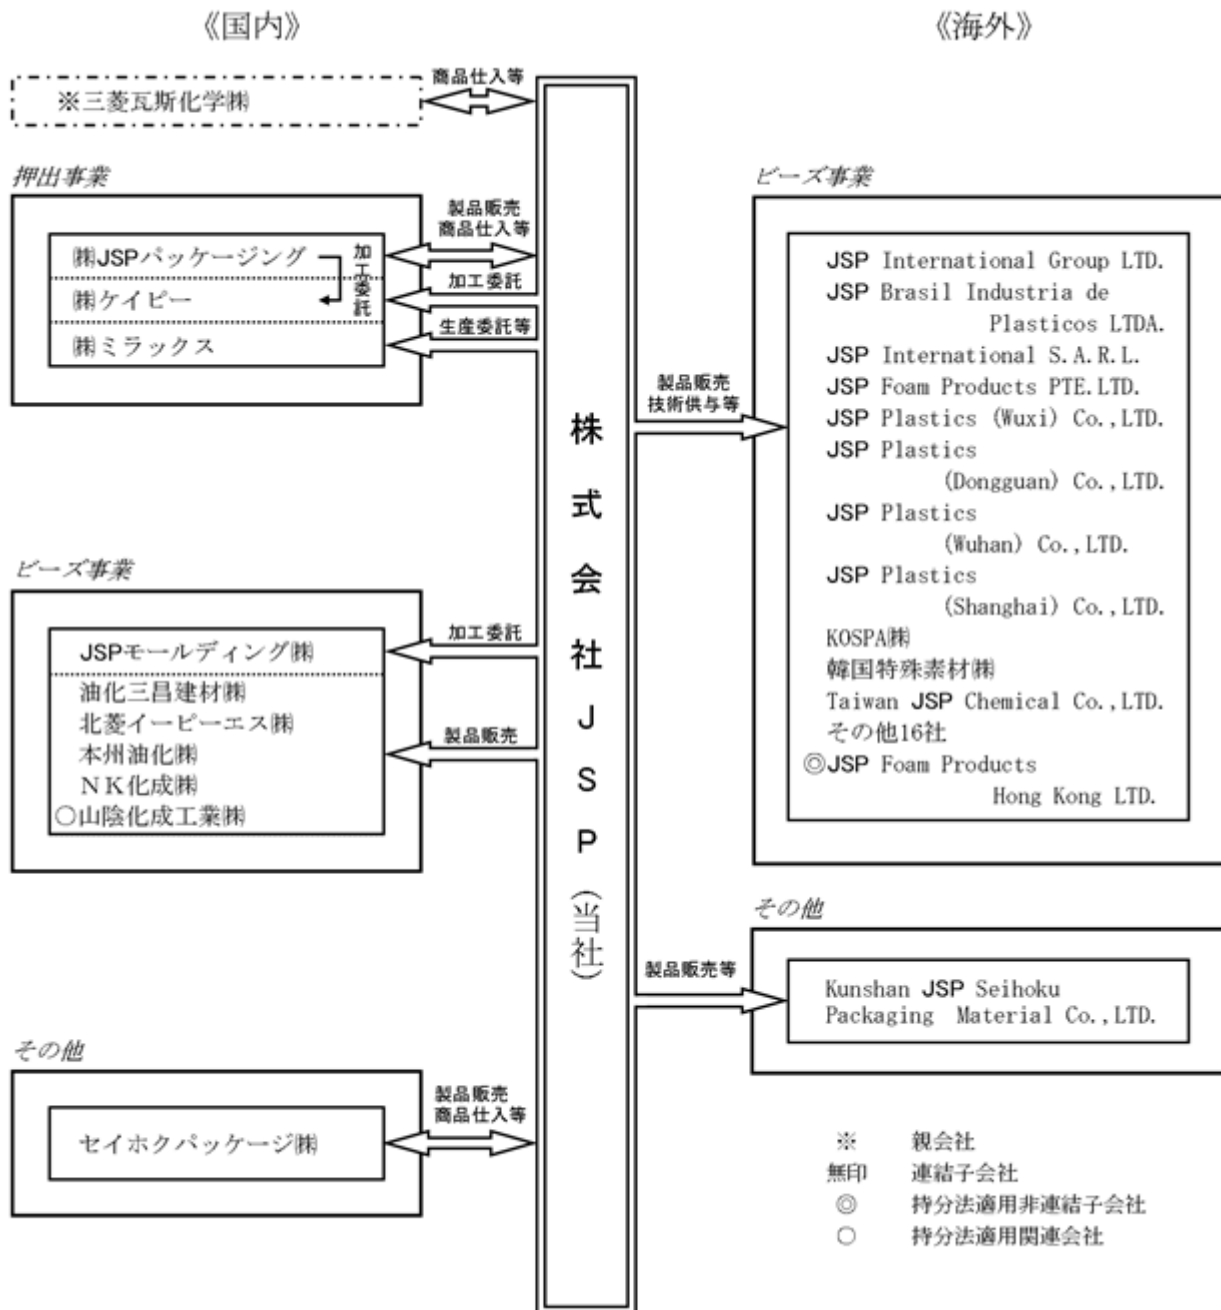 《国内》
《海外》
※三菱瓦斯化学㈱
商品仕入等
押出事業
㈱JSPパッケージング
㈱ケイピー
㈱ミラックス
加工委託
製品販売
商品仕入等
加工委託
生産委託等
ビーズ事業
JSPモールディング㈱
油化三昌建材㈱
北菱イーピーエス㈱
本州油化㈱
ＮＫ化成㈱
○山陰化成工業㈱
加工委託
製品販売
その他
セイホクパッケージ㈱
製品販売
商品仕入等
株式会社JSP(当社)
製品販売
技術供与等
ビーズ事業
JSP International Group LTD.
JSP Brasil Industria de
Plasticos LTDA.
JSP International S.A.R.L.
JSP Foam Products PTE.LTD.
JSP Plastics (Wuxi) Co.,LTD.
JSP Plastics
(Dongguan) Co.,LTD.
JSP Plastics
(Wuhan) Co.,LTD.
JSP Plastics
(Shanghai) Co.,LTD.
KOSPA㈱
韓国特殊素材㈱
Taiwan JSP Chemical Co.,LTD.
その他16社
◎JSP Foam Products
Hong Kong LTD.
製品販売等
その他
Kunshan JSP Seihoku
Packaging Material Co.,LTD.
※ 親会社
無印 連結子会社
◎ 持分法適用非連結子会社
○ 持分法適用関連会社